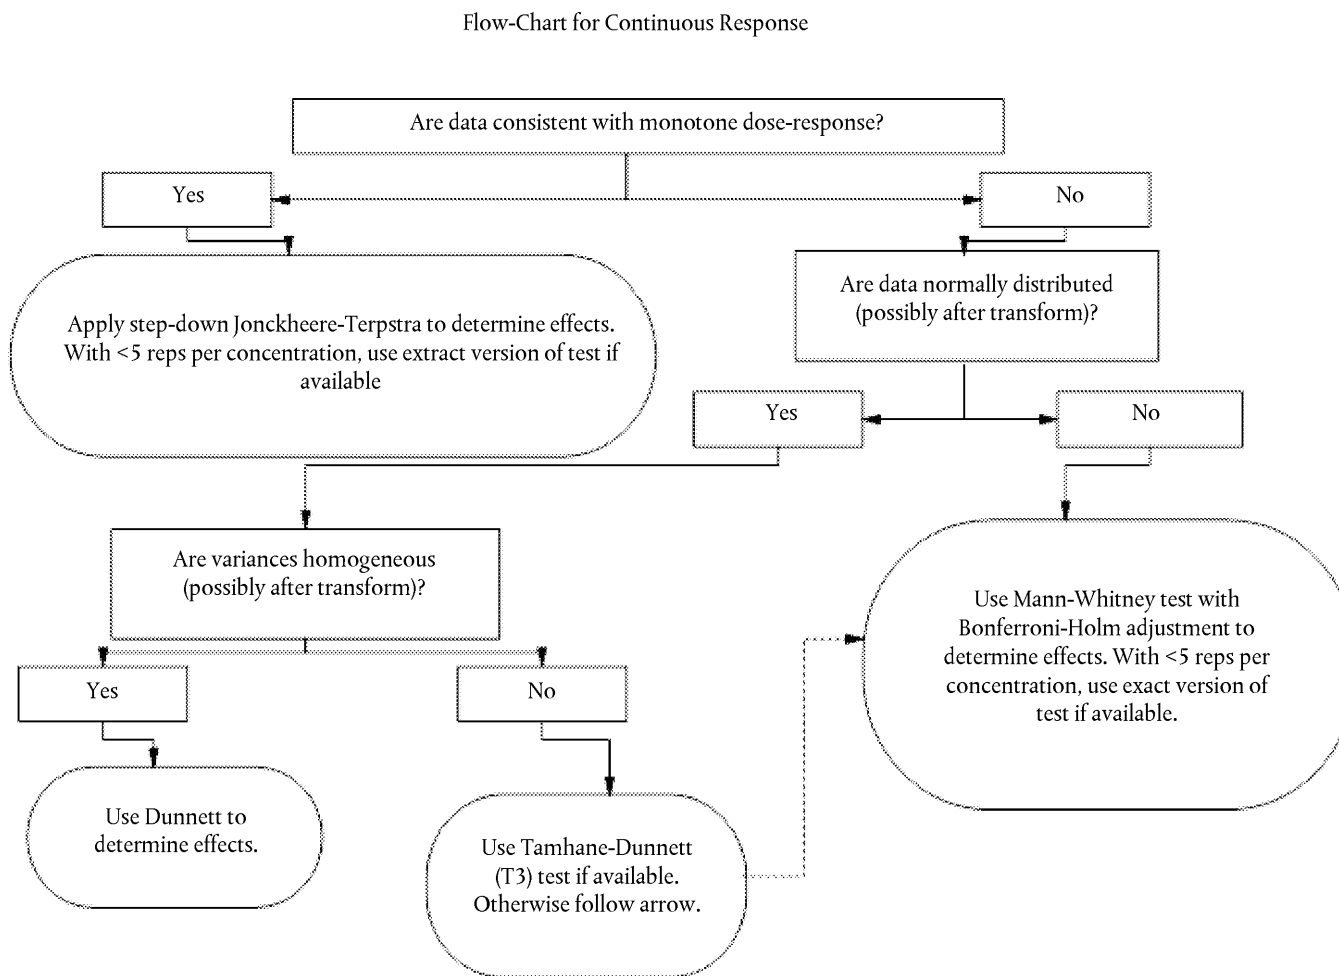 Flow-Chart for Continuous Response
Are data consistent with monotone dose-response?
Yes
No
Apply step-down Jonckheere-Terpstra to determine effects.
With <5 reps per concentration, use extract version of test if
available
Are data normally distributed
(possibly after transform)?
Yes
No
Are variances homogeneous
(possibly after transform)?
Use Mann-Whitney test with
Bonferroni-Holm adjustment to
determine effects. With <5 reps per
concentration, use exact version of
test if available.
Yes
No
Use Dunnett to
determine effects.
Use Tamhane-Dunnett
(T3) test if available.
Otherwise follow arrow.